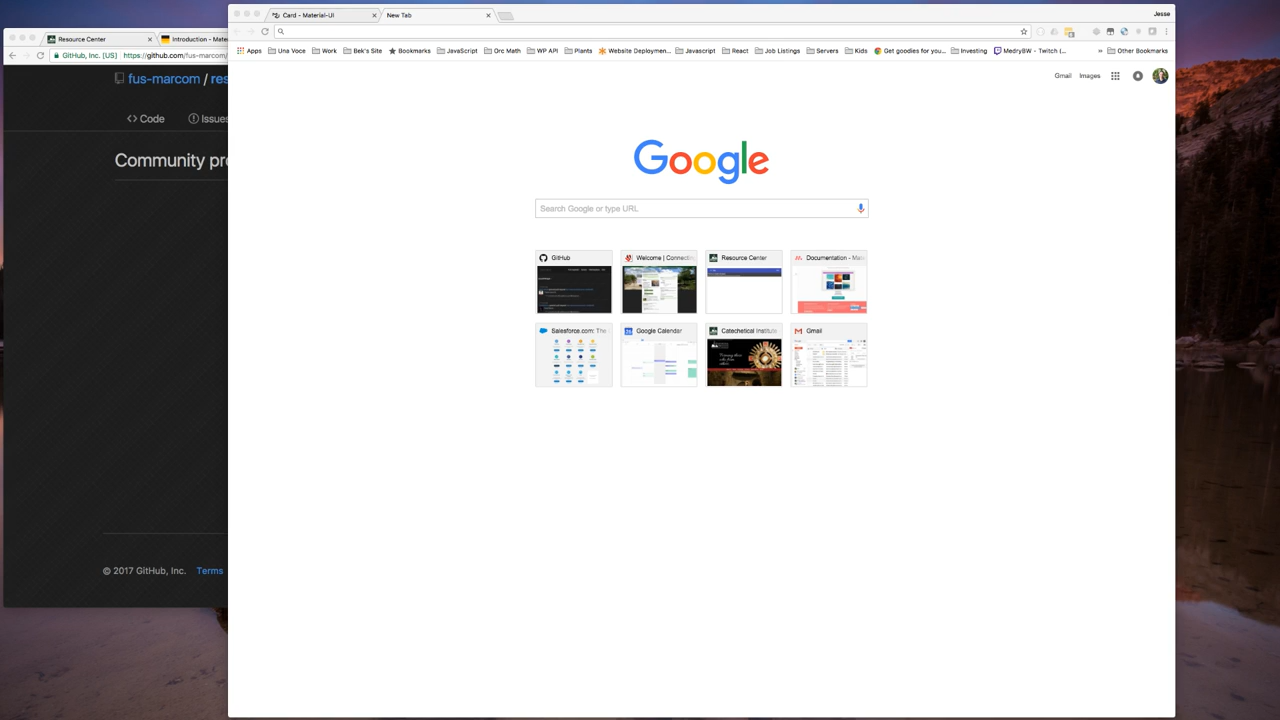 Card - Material-UI
New Tab
Jesse
Resource Center
Introduction - Mate
GitHub, Inc. [US] https://github.com/fus-marcom/
Apps Una Voce Work Bek's Site Bookmarks JavaScript Orc Math WP API Plants Website Deploymen... Javascript React Job Listings Servers Kids Get goodies for you... Investing MedryBW - Twitch (... » Other Bookmarks
fus-marcom / res
Gmail Images
<> Code Issues
Community pro
Google
Search Google or type URL
GitHub Welcome | Connectin Resource Center Documentation - Mate
Salesforce.com: The Google Calendar Catechetical Institute Gmail
© 2017 GitHub, Inc. Terms